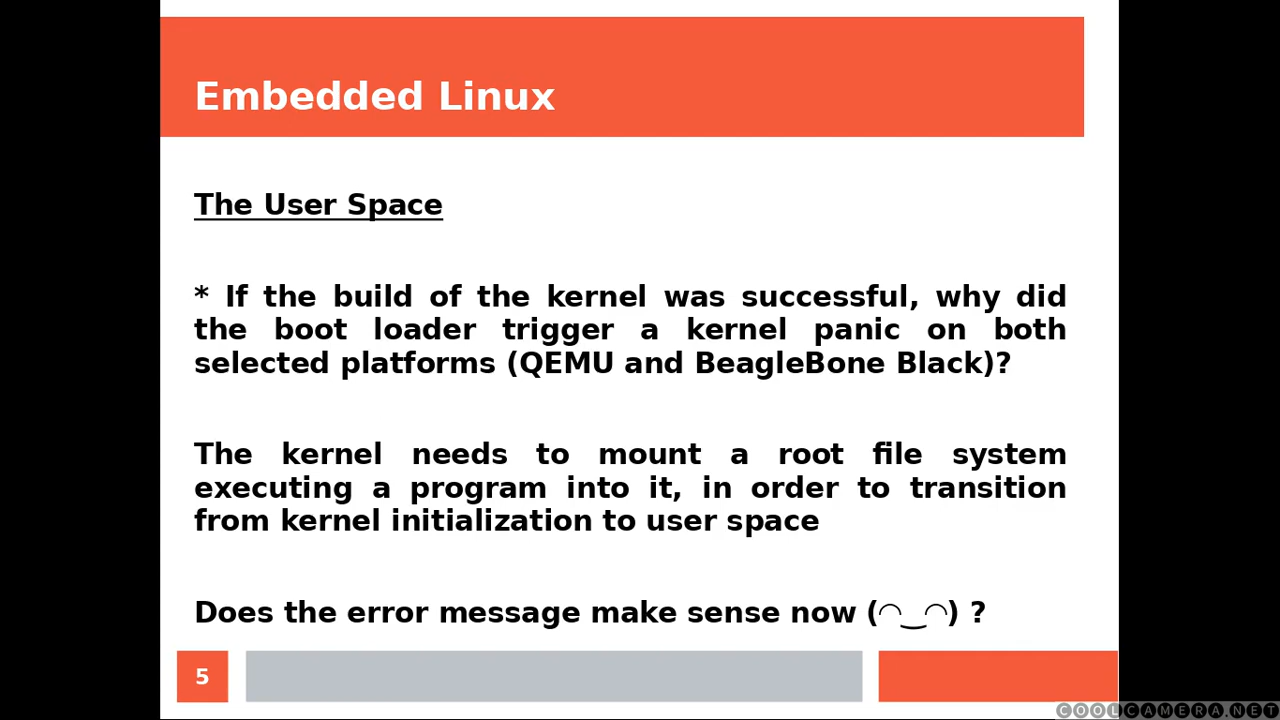 Embedded Linux
The User Space
* If the build of the kernel was successful, why did
the boot loader trigger a kernel panic on both
selected platforms (QEMU and BeagleBone Black)?
The kernel needs to mount a root file system
executing a program into it, in order to transition
from kernel initialization to user space
Does the error message make sense now (◠‿◠) ?
5
COOLCAMERA.NET